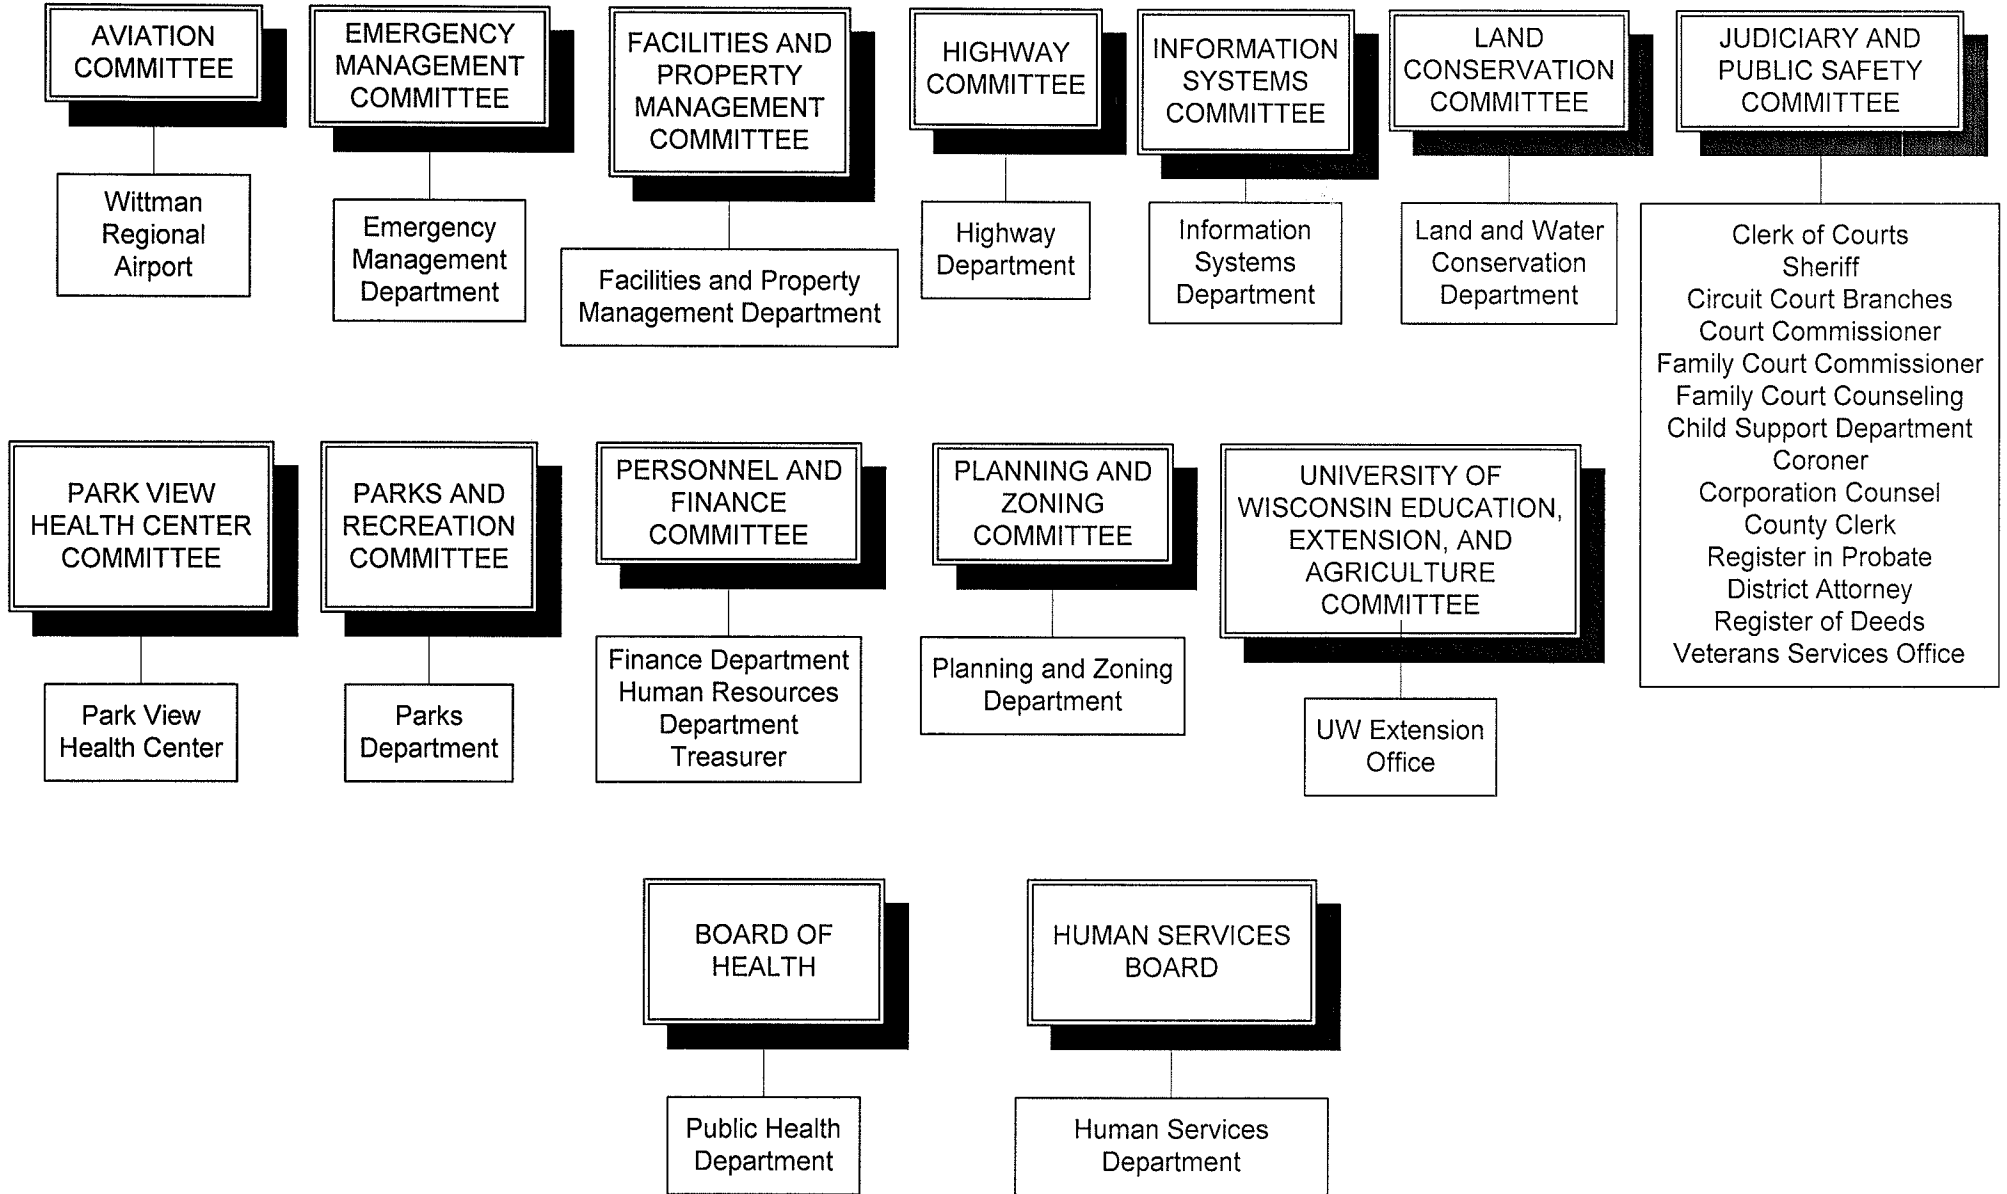 AVIATION
COMMITTEE
Wittman
Regional
Airport
EMERGENCY
MANAGEMENT
COMMITTEE
Emergency
Management
Department
FACILITIES AND
PROPERTY
MANAGEMENT
COMMITTEE
Facilities and Property
Management Department
HIGHWAY
COMMITTEE
Highway
Department
INFORMATION
SYSTEMS
COMMITTEE
Information
Systems
Department
LAND
CONSERVATION
COMMITTEE
Land and Water
Conservation
Department
JUDICIARY AND
PUBLIC SAFETY
COMMITTEE
Clerk of Courts
Sheriff
Circuit Court Branches
Court Commissioner
Family Court Commissioner
Family Court Counseling
Child Support Department
Coroner
Corporation Counsel
County Clerk
Register in Probate
District Attorney
Register of Deeds
Veterans Services Office
PARK VIEW
HEALTH CENTER
COMMITTEE
Park View
Health Center
PARKS AND
RECREATION
COMMITTEE
Parks
Department
PERSONNEL AND
FINANCE
COMMITTEE
Finance Department
Human Resources
Department
Treasurer
PLANNING AND
ZONING
COMMITTEE
Planning and Zoning
Department
UNIVERSITY OF
WISCONSIN EDUCATION,
EXTENSION, AND
AGRICULTURE
COMMITTEE
UW Extension
Office
BOARD OF
HEALTH
Public Health
Department
HUMAN SERVICES
BOARD
Human Services
Department